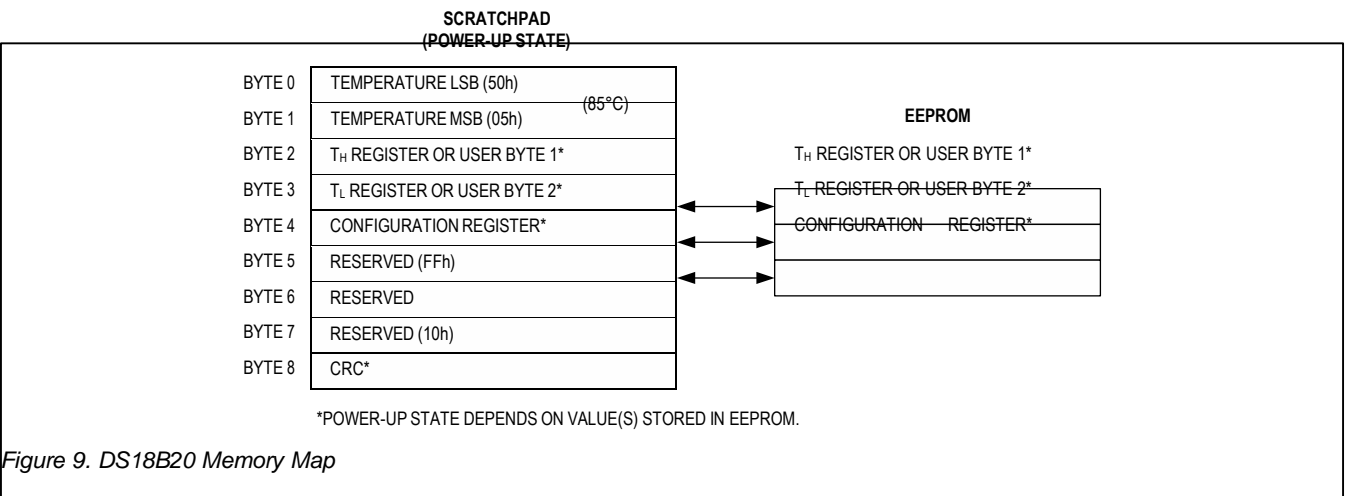 SCRATCHPAD
(POWER-UP STATE)
BYTE 0 TEMPERATURE LSB (50h)
(85°C)
BYTE 1 TEMPERATURE MSB (05h)
EEPROM
BYTE 2 TH REGISTER OR USER BYTE 1* TH REGISTER OR USER BYTE 1*
BYTE 3 TL REGISTER OR USER BYTE 2* TL REGISTER OR USER BYTE 2*
BYTE 4 CONFIGURATION REGISTER* CONFIGURATION REGISTER*
BYTE 5 RESERVED (FFh)
BYTE 6 RESERVED
BYTE 7 RESERVED (10h)
BYTE 8 CRC*
*POWER-UP STATE DEPENDS ON VALUE(S) STORED IN EEPROM.
Figure 9. DS18B20 Memory Map